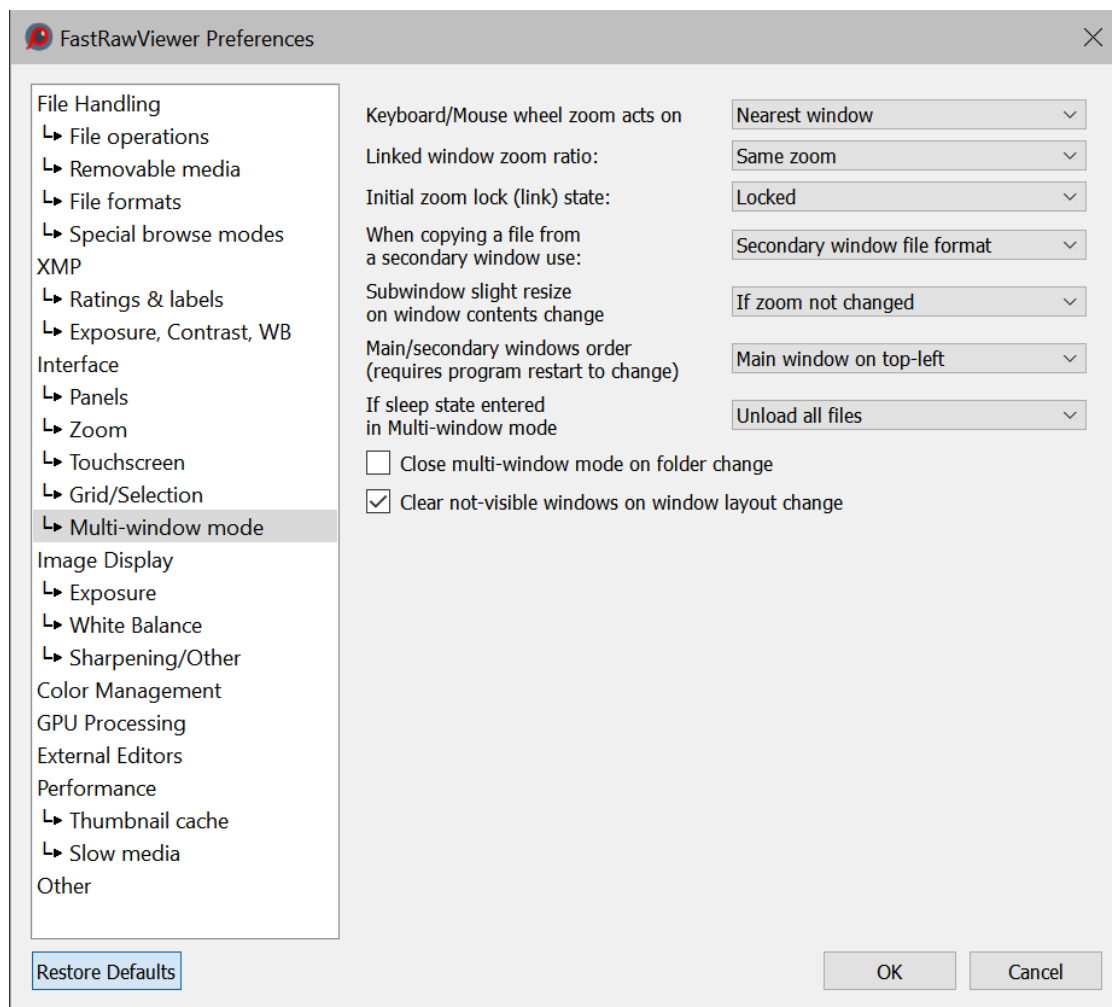 FastRawViewer Preferences
File Handling
File operations
Removable media
File formats
Special browse modes
XMP
Ratings & labels
Exposure, Contrast, WB
Interface
Panels
Zoom
Touchscreen
Grid/Selection
Multi-window mode
Image Display
Exposure
White Balance
Sharpening/Other
Color Management
GPU Processing
External Editors
Performance
Thumbnail cache
Slow media
Other
Keyboard/Mouse wheel zoom acts on
Nearest window
Linked window zoom ratio:
Same zoom
Initial zoom lock (link) state:
Locked
When copying a file from
a secondary window use:
Secondary window file format
Subwindow slight resize
on window contents change
If zoom not changed
Main/secondary windows order
(requires program restart to change)
Main window on top-left
If sleep state entered
in Multi-window mode
Unload all files
Close multi-window mode on folder change
Clear not-visible windows on window layout change
Restore Defaults
OK
Cancel